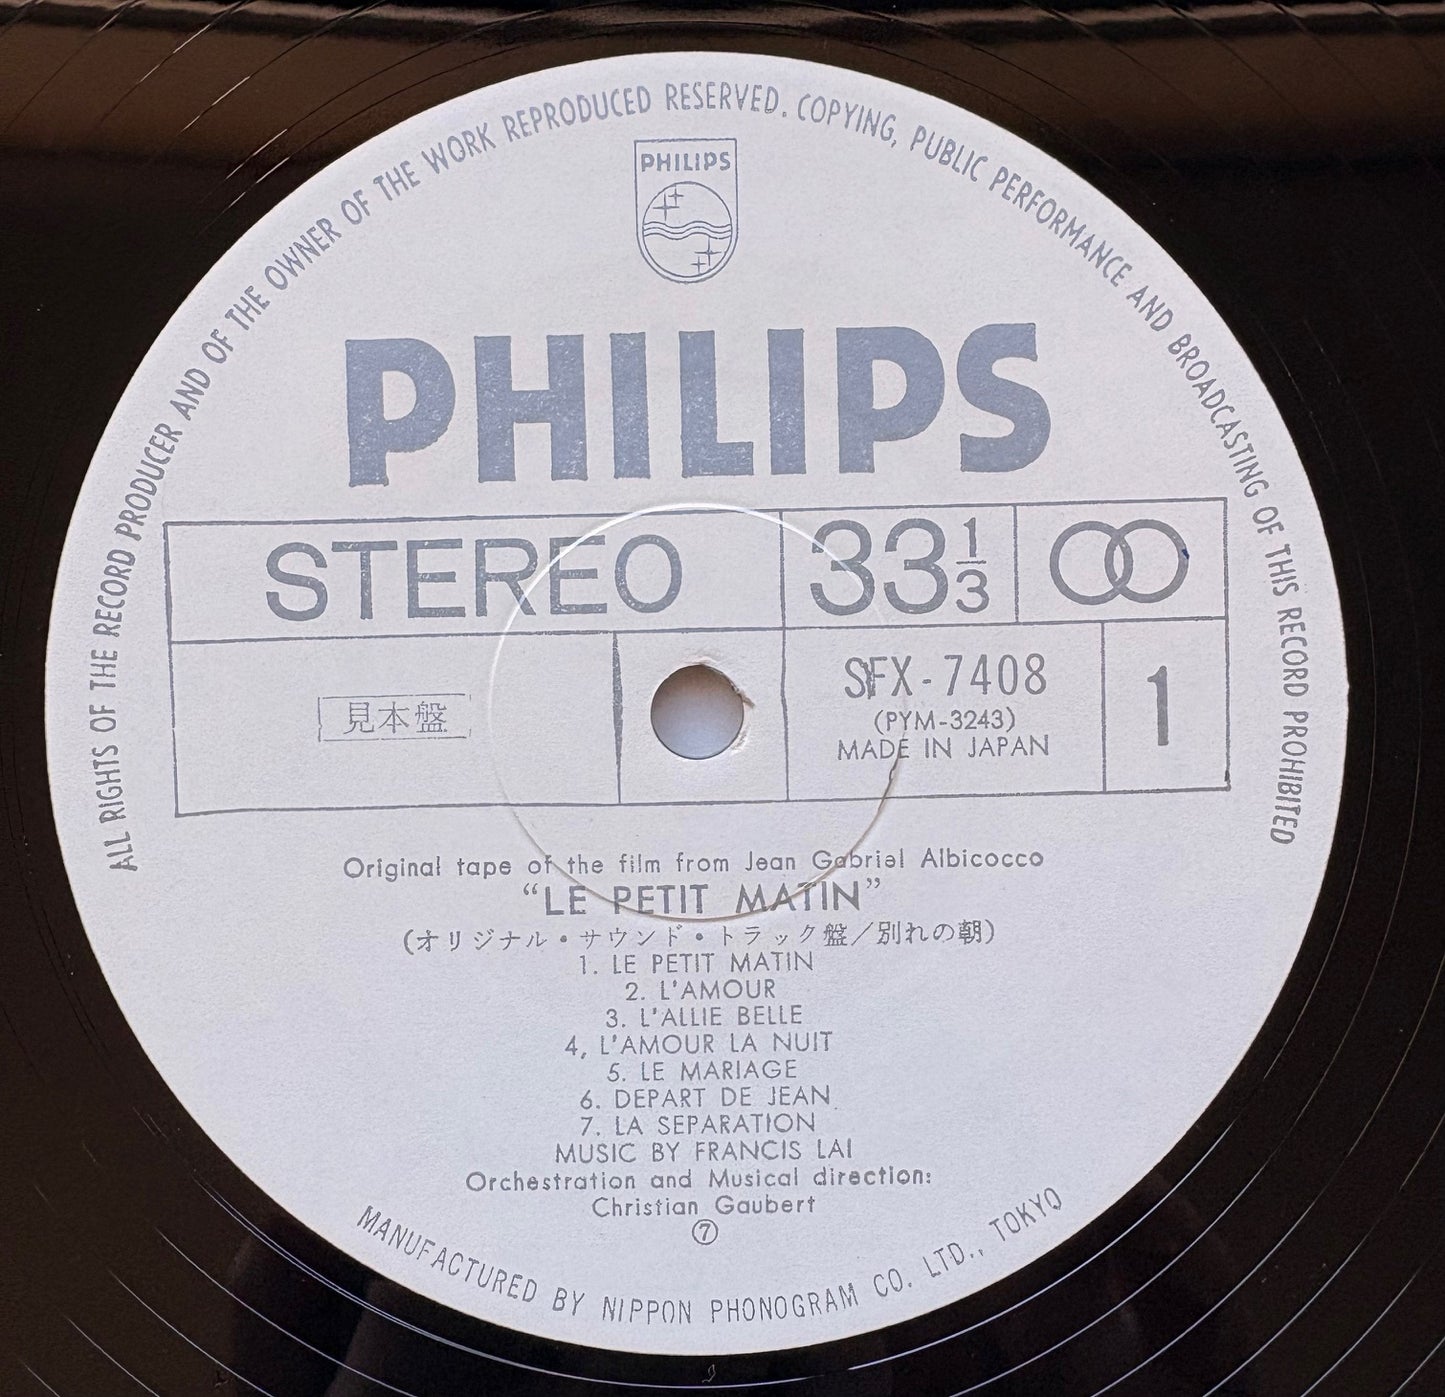 ALL RIGHTS OF THE RECORD PRODUCER AND OF THE OWNER OF THE WORK REPRODUCED RESERVED. COPYING, PUBLIC PERFORMANCE AND BROADCASTING OF THIS RECORD PROHIBITED
PHILIPS
PHILIPS
STEREO 33 1/3
見本盤 SFX-7408 1
(PYM-3243)
MADE IN JAPAN
Original tape of the film from Jean Gabriel Albicocco
“LE PETIT MATIN”
(オリジナル・サウンド・トラック盤/別れの朝)
1. LE PETIT MATIN
2. L'AMOUR
3. L'ALLIE BELLE
4, L'AMOUR LA NUIT
5. LE MARIAGE
6. DEPART DE JEAN
7. LA SEPARATION
MUSIC BY FRANCIS LAI
Orchestration and Musical direction:
Christian Gaubert
⑦
MANUFACTURED BY NIPPON PHONOGRAM CO. LTD., TOKYO